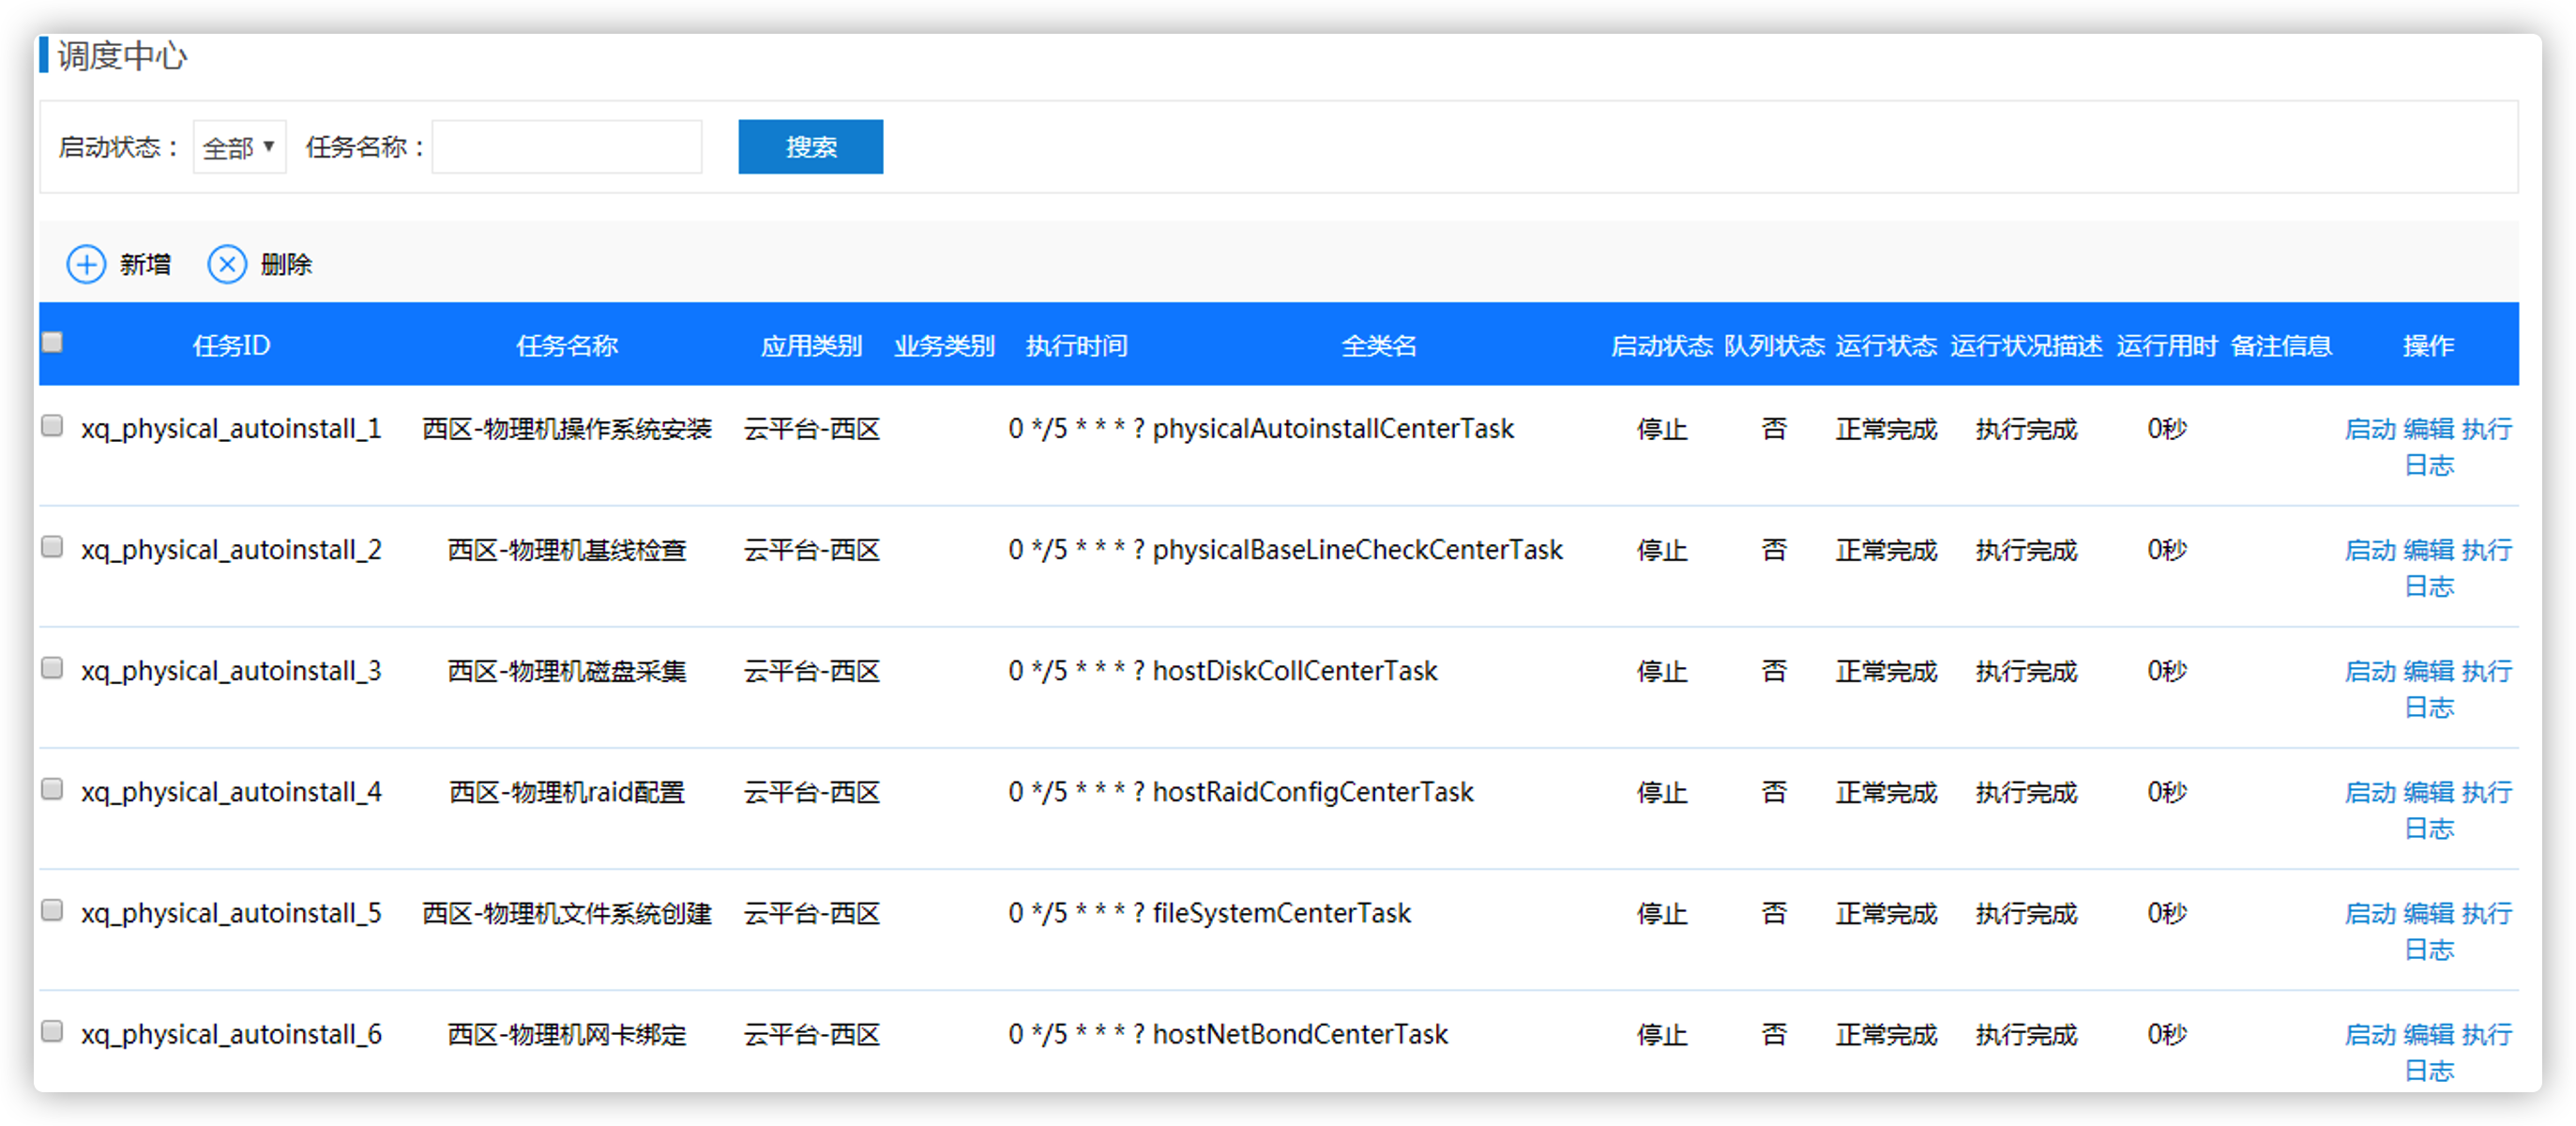 调度中心
启动状态： 全部 任务名称： 搜索
新增 删除
任务ID 任务名称 应用类别 业务类别 执行时间 全类名 启动状态 队列状态 运行状态 运行状况描述 运行用时 备注信息 操作
xq_physical_autoinstall_1 西区-物理机操作系统安装 云平台-西区 0 */5 * * * ? physicalAutoinstallCenterTask 停止 否 正常完成 执行完成 0秒 启动 编辑 执行
日志
xq_physical_autoinstall_2 西区-物理机基线检查 云平台-西区 0 */5 * * * ? physicalBaseLineCheckCenterTask 停止 否 正常完成 执行完成 0秒 启动 编辑 执行
日志
xq_physical_autoinstall_3 西区-物理机磁盘采集 云平台-西区 0 */5 * * * ? hostDiskCollCenterTask 停止 否 正常完成 执行完成 0秒 启动 编辑 执行
日志
xq_physical_autoinstall_4 西区-物理机raid配置 云平台-西区 0 */5 * * * ? hostRaidConfigCenterTask 停止 否 正常完成 执行完成 0秒 启动 编辑 执行
日志
xq_physical_autoinstall_5 西区-物理机文件系统创建 云平台-西区 0 */5 * * * ? fileSystemCenterTask 停止 否 正常完成 执行完成 0秒 启动 编辑 执行
日志
xq_physical_autoinstall_6 西区-物理机网卡绑定 云平台-西区 0 */5 * * * ? hostNetBondCenterTask 停止 否 正常完成 执行完成 0秒 启动 编辑 执行
日志